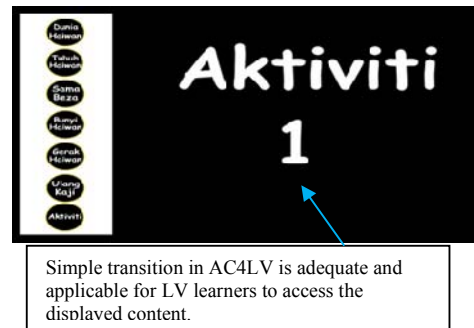 Dunia
Haiwan
Tubuh
Haiwan
Sama
Beza
Bunyi
Haiwan
Gerak
Haiwan
Ulang
Kaji
Aktiviti
Aktiviti
1
Simple transition in AC4LV is adequate and
applicable for LV learners to access the
displayed content.